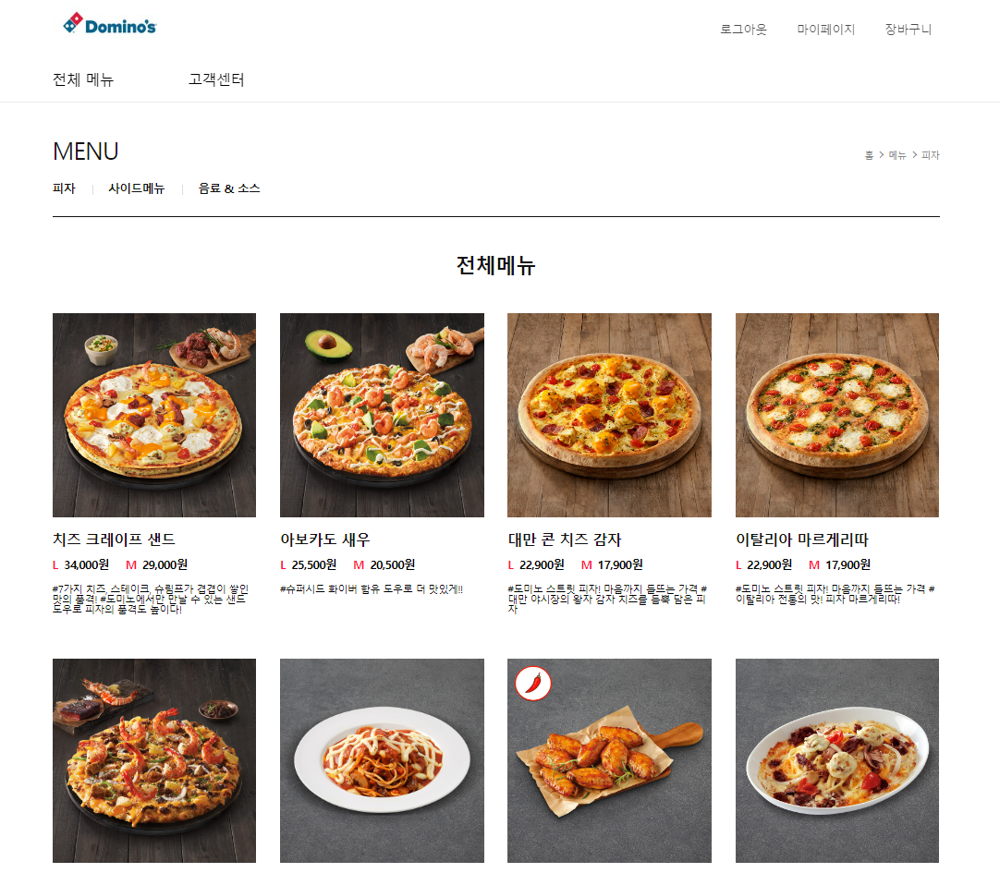 Domino's
로그아웃 마이페이지 장바구니
전체 메뉴 고객센터
MENU
홈 > 메뉴 > 피자
피자 | 사이드메뉴 | 음료 & 소스
전체메뉴
치즈 크레이프 샌드
L 34,000원 M 29,000원
#7가지 치즈, 스테이크, 슈림프가 겹겹이 쌓인
맛의 품격! #도미노에서만 만날 수 있는 샌드
도우로 피자의 품격도 높이다!
아보카도 새우
L 25,500원 M 20,500원
#슈퍼시드 화이버 함유 도우로 더 맛있게!!
대만 콘 치즈 감자
L 22,900원 M 17,900원
#도미노 스트릿 피자! 마음까지 들뜨는 가격 #
대만 야시장의 왕자 감자 치즈를 듬뿍 담은 피
자
이탈리아 마르게리따
L 22,900원 M 17,900원
#도미노 스트릿 피자! 마음까지 들뜨는 가격 #
이탈리아 전통의 맛! 피자 마르게리따!